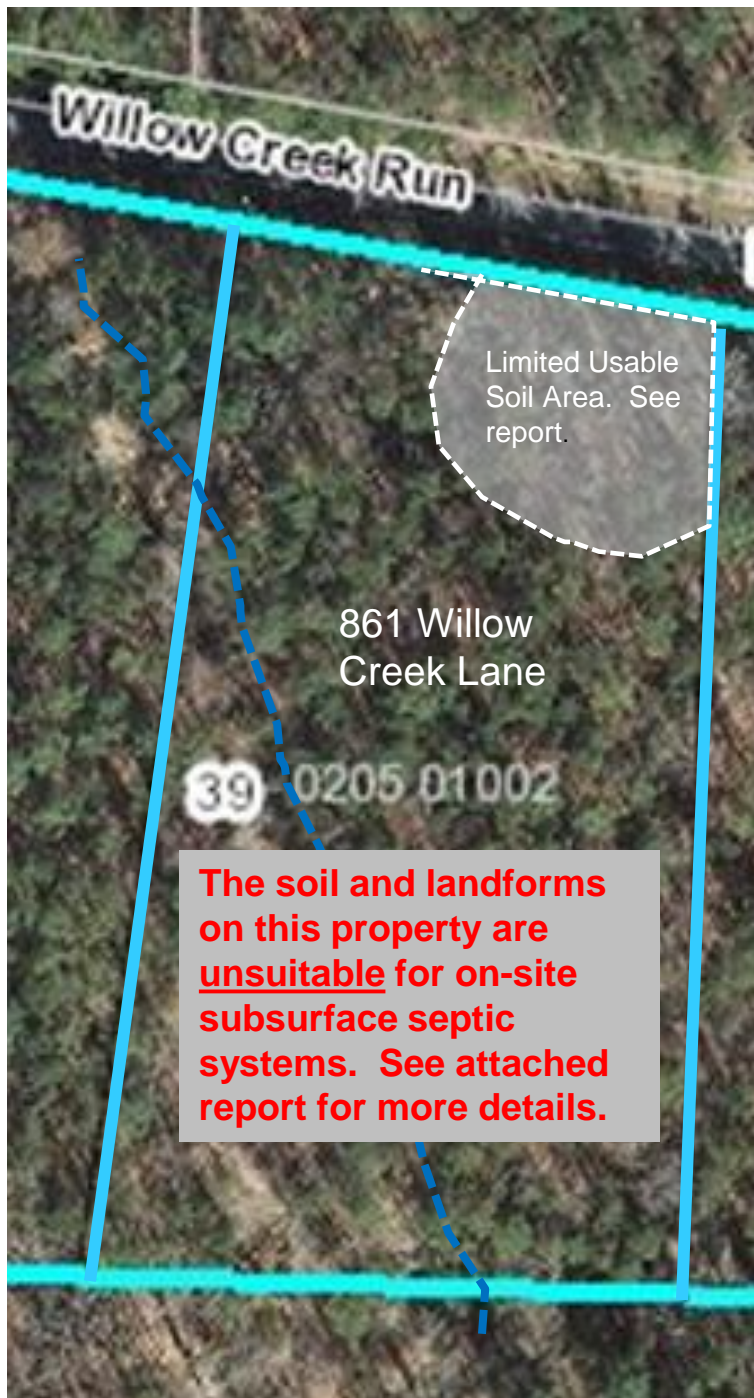 Willow Creek Run
Limited Usable
Soil Area.  See
report.
861 Willow
Creek Lane
39 0205 01002
The soil and landforms
on this property are
unsuitable for on-site
subsurface septic
systems.  See attached
report for more details.